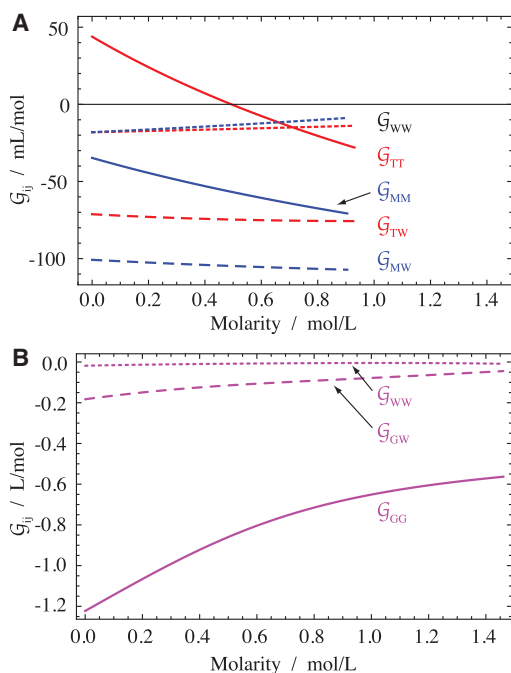 A
50
0
-50
-100
𝒢ij / mL/mol
𝒢WW
𝒢TT
𝒢MM
𝒢TW
𝒢MW
0.0 0.2 0.4 0.6 0.8 1.0 1.2 1.4
Molarity / mol/L
B
0.0
-0.2
-0.4
-0.6
-0.8
-1.0
-1.2
𝒢ij / L/mol
𝒢WW
𝒢GW
𝒢GG
0.0 0.2 0.4 0.6 0.8 1.0 1.2 1.4
Molarity / mol/L